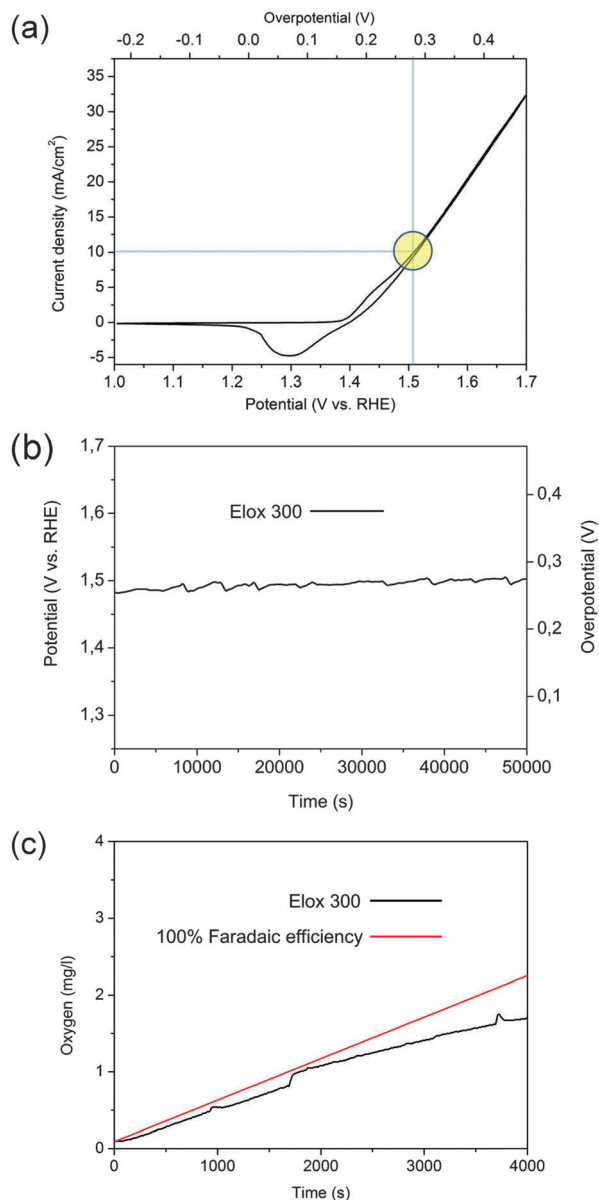 (a)
Overpotential (V)
-0.2 -0.1 0.0 0.1 0.2 0.3 0.4
Current density (mA/cm²)
35
30
25
20
15
10
5
0
-5
1.0 1.1 1.2 1.3 1.4 1.5 1.6 1.7
Potential (V vs. RHE)
(b)
Potential (V vs. RHE)
1,7
1,6
1,5
1,4
1,3
Elox 300
0,4
0,3
0,2
0,1
Overpotential (V)
0 10000 20000 30000 40000 50000
Time (s)
(c)
Oxygen (mg/l)
4
3
2
1
0
Elox 300
100% Faradaic efficiency
0 1000 2000 3000 4000
Time (s)